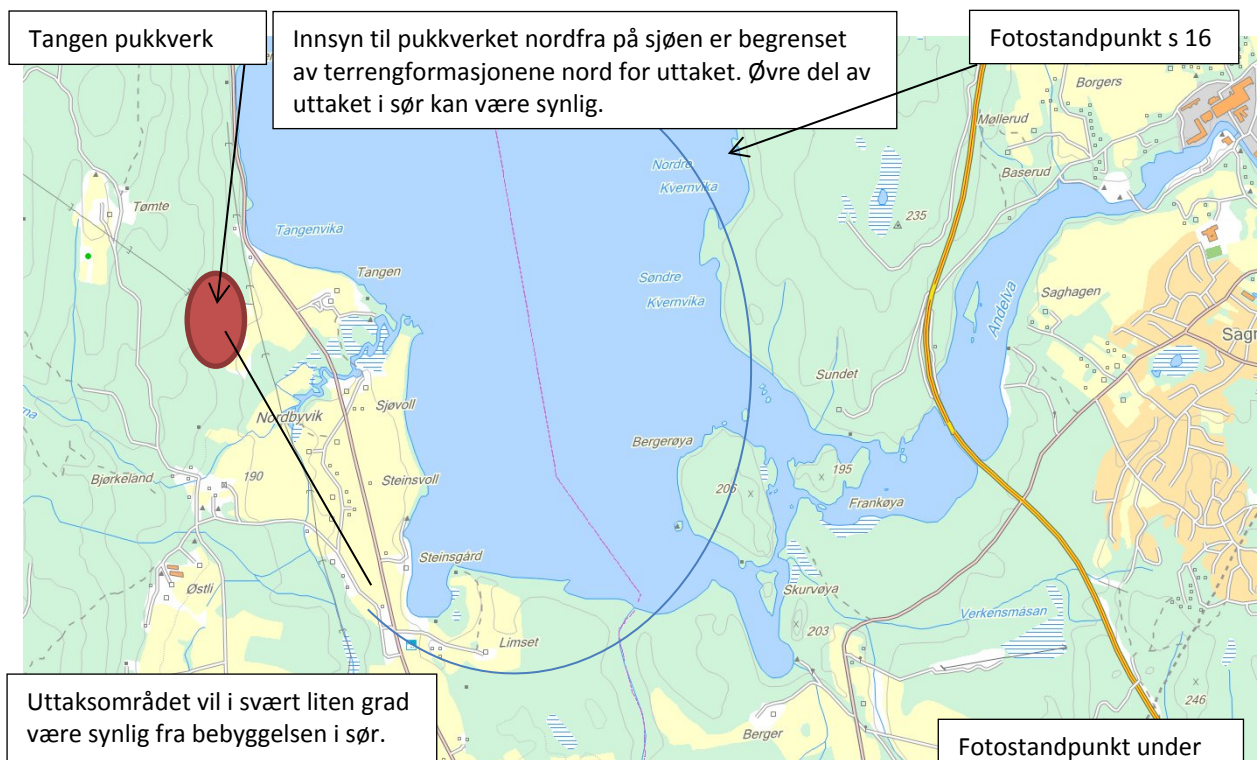 Tangen pukkverk
Innsyn til pukkverket nordfra på sjøen er begrenset
av terrengformasjonene nord for uttaket. Øvre del av
uttaket i sør kan være synlig.
Fotostandpunkt s 16
Borgers
Møllerud
Baserud
Nordre
Kvernvika
Tømte
235
Tangenvika
Tangen
Søndre
Kvernvika
Saghagen
Andelva
Sagn
Sundet
Nordbyvik
Sjøvoll
Bergerøya
195
Bjørkeland
190
Steinsvoll
206
Frankøya
Steinsgård
Østli
Skurvøya
Verkensmåsan
203
Limset
246
Berger
Uttaksområdet vil i svært liten grad
være synlig fra bebyggelsen i sør.
Fotostandpunkt under